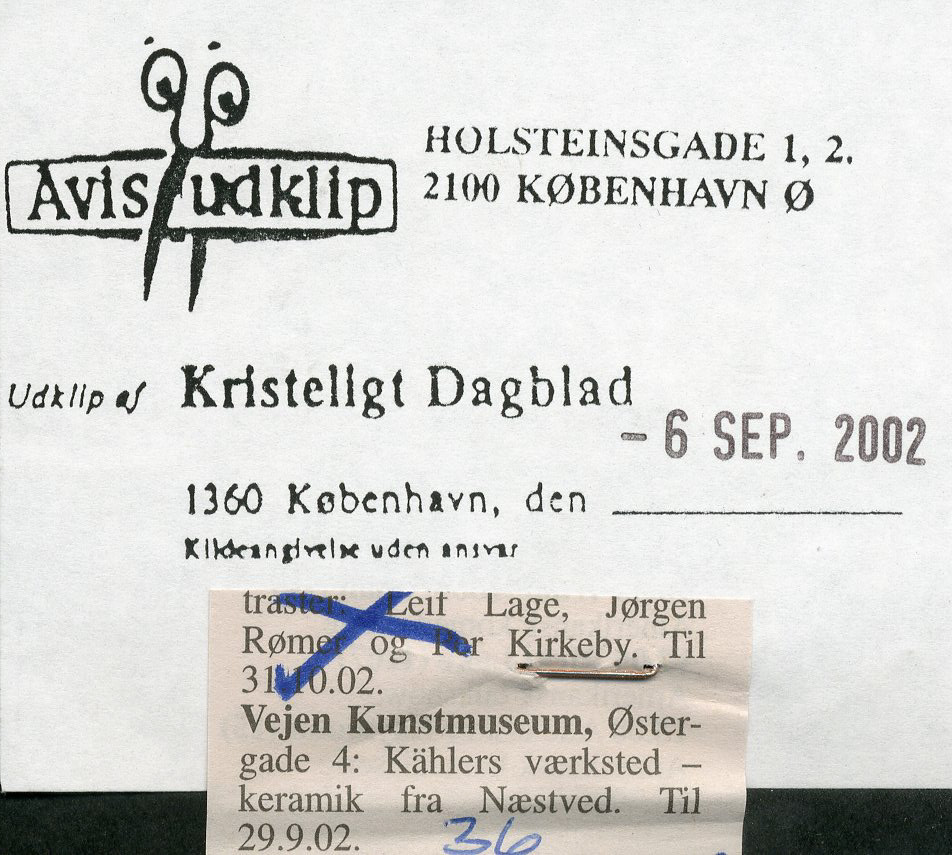 Avis udklip
HOLSTEINSGADE 1, 2.
2100 KØBENHAVN Ø
Udklip af Kristeligt Dagblad
- 6 SEP. 2002
1360 København, den
Kildeangivelse uden ansvar
traster: Leif Lage, Jørgen
Rømer og Per Kirkeby. Til
31.10.02.
Vejen Kunstmuseum, Øster-
gade 4: Kählers værksted –
keramik fra Næstved. Til
29.9.02.
36